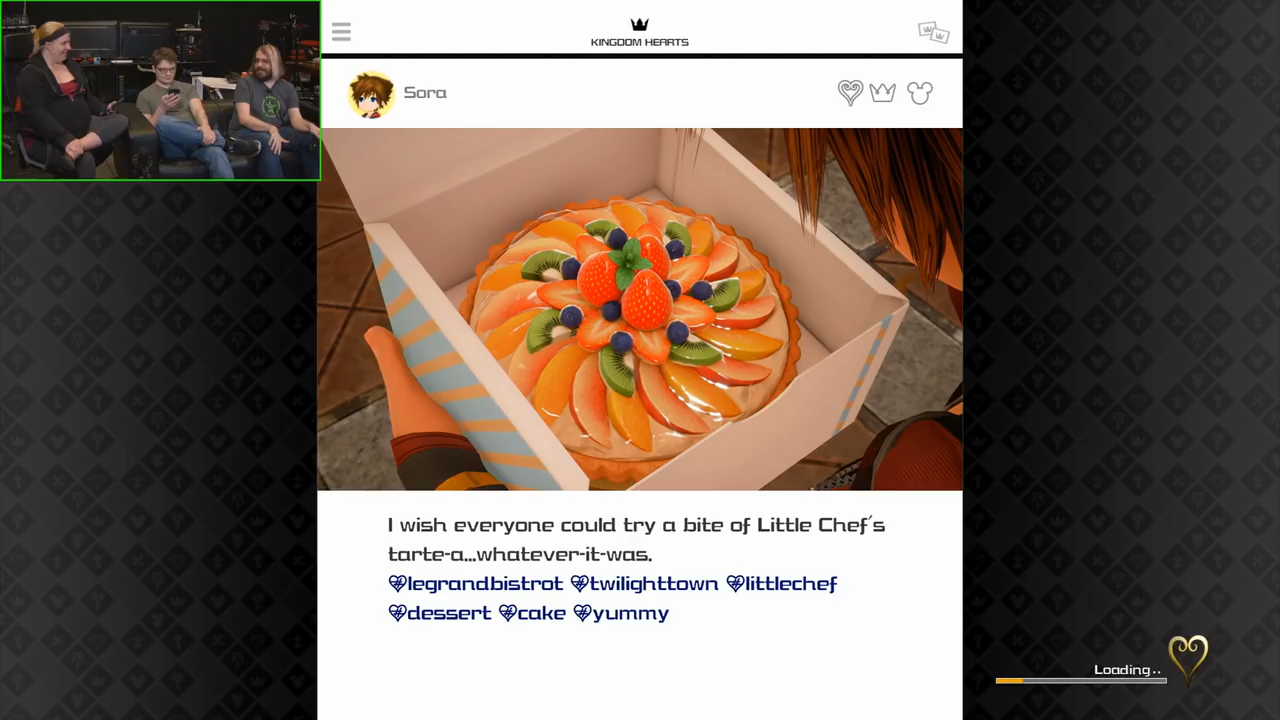 KINGDOM HEARTS
Sora
I wish everyone could try a bite of Little Chef's
tarte-a...whatever-it-was.
legrandbistrot twilighttown littlechef
dessert cake yummy
Loading..